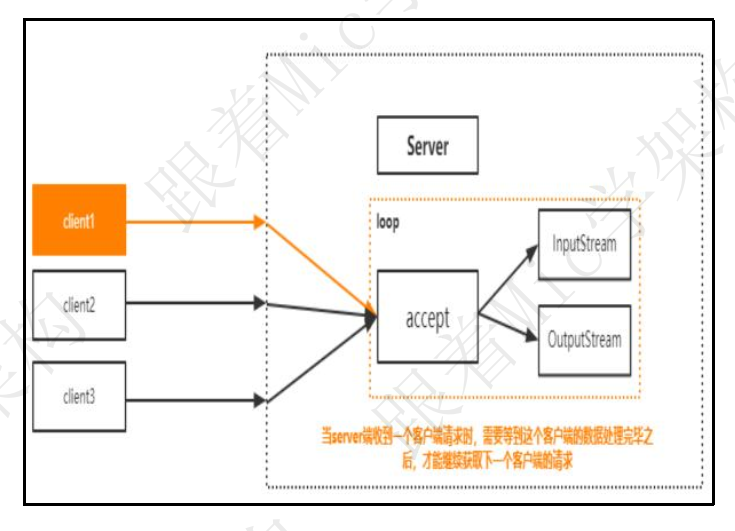 Server
client1
loop
InputStream
client2
accept
OutputStream
client3
当server端收到一个客户端请求时，需要等到这个客户端的数据处理完毕之
后，才能继续获取下一个客户端的请求
跟着Mic学架构
跟着Mic学架构
架构